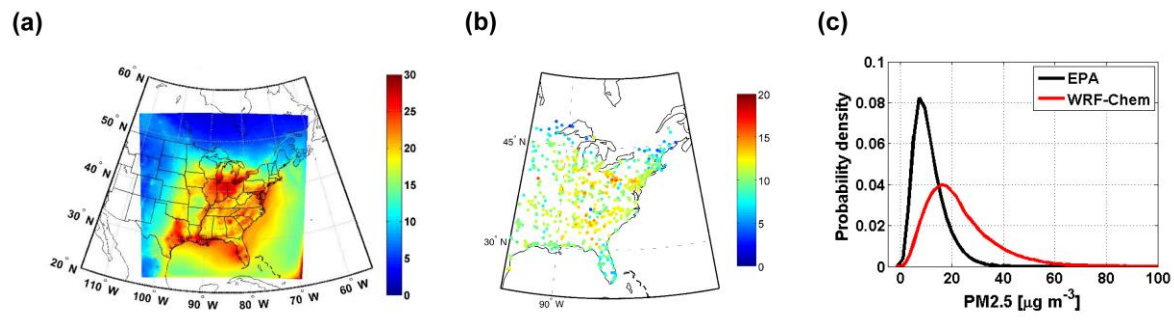 (a)
60° N
50° N
40° N
30° N
20° N
110° W
100° W
90° W
80° W
70° W
60° W
30
25
20
15
10
5
0
(b)
45° N
30° N
90° W
20
15
10
5
0
(c)
Probability density
0.1
0.08
0.06
0.04
0.02
0
EPA
WRF-Chem
0 20 40 60 80 100
PM2.5 [μg m⁻³]